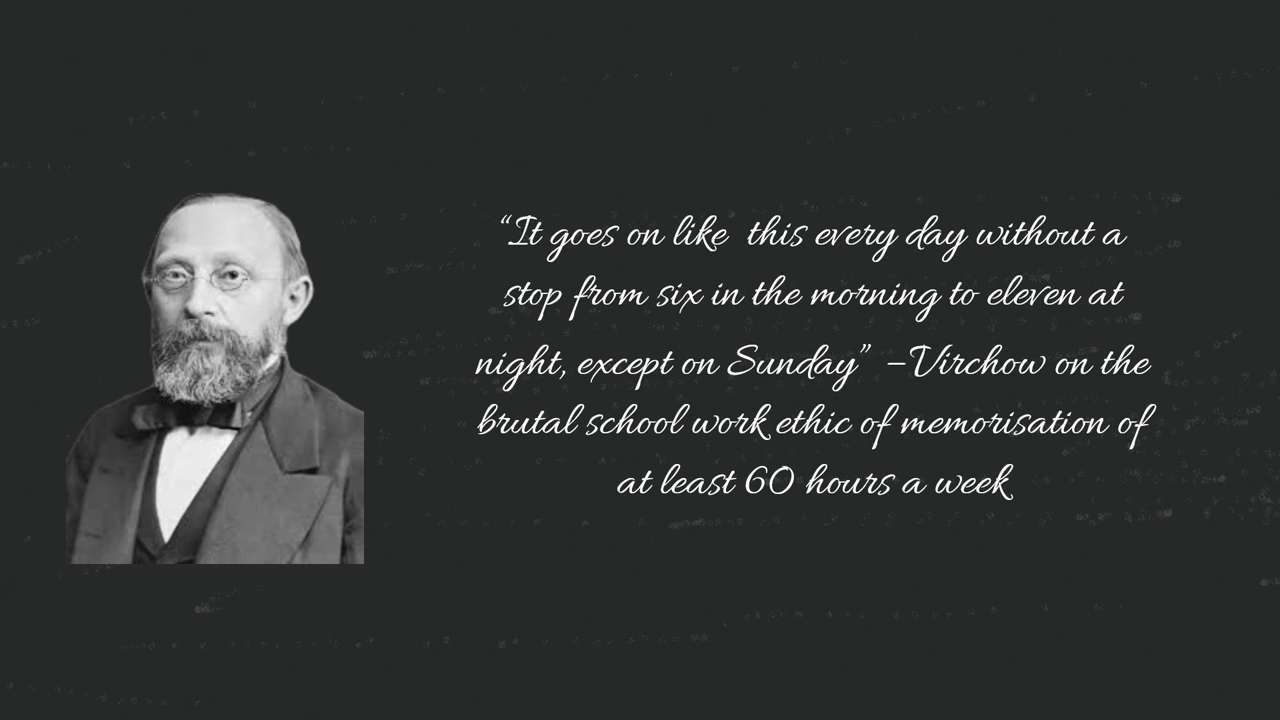 “It goes on like this every day without a
stop from six in the morning to eleven at
night, except on Sunday” –Virchow on the
brutal school work ethic of memorisation of
at least 60 hours a week